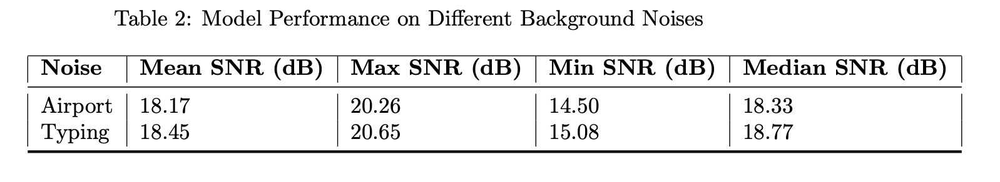 Table 2: Model Performance on Different Background Noises
Noise Mean SNR (dB) Max SNR (dB) Min SNR (dB) Median SNR (dB)
Airport 18.17 20.26 14.50 18.33
Typing 18.45 20.65 15.08 18.77